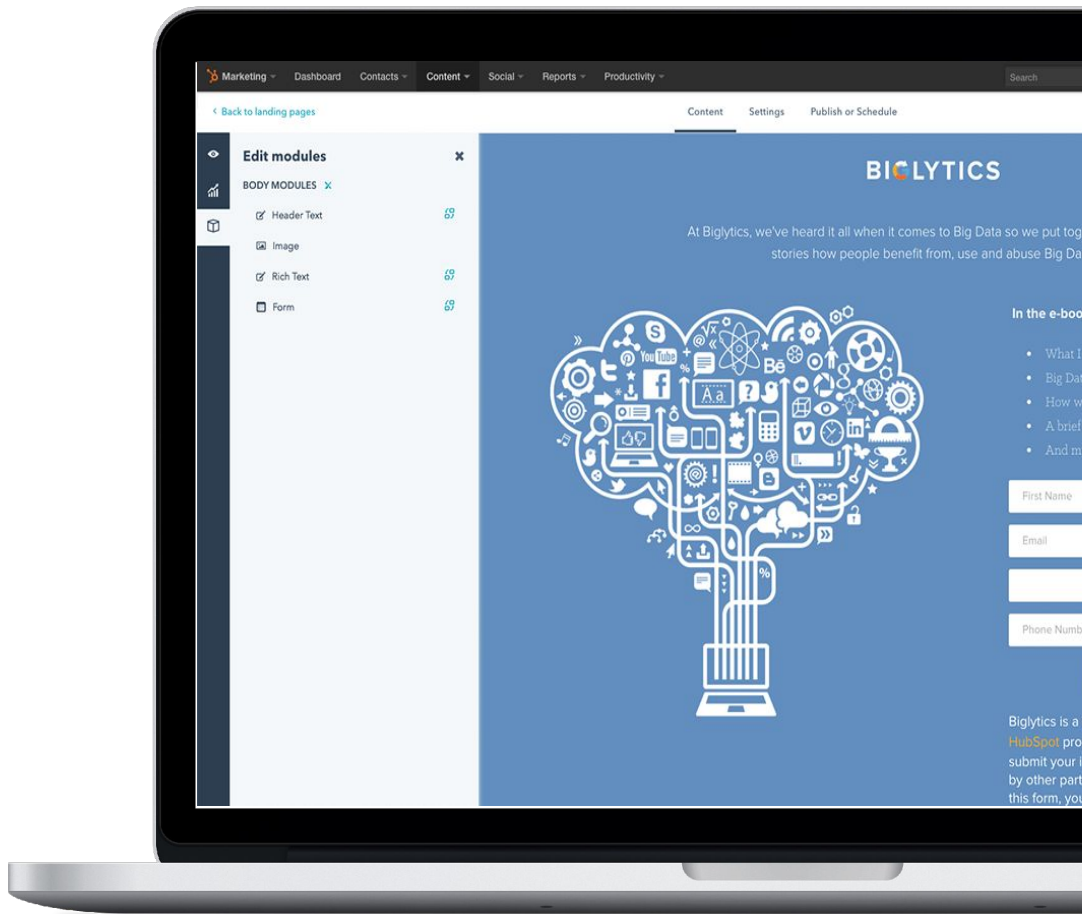 Marketing Dashboard Contacts Content Social Reports Productivity Search
Back to landing pages Content Settings Publish or Schedule
Edit modules
BODY MODULES
Header Text
Image
Rich Text
Form
BIGLYTICS
At Biglytics, we've heard it all when it comes to Big Data so we put tog
stories how people benefit from, use and abuse Big Da
You Tube
Bē
A a
in
%
In the e-boo
What I
Big Dat
How w
A brief
And m
First Name
Email
Phone Numb
Biglytics is a
HubSpot pro
submit your i
by other part
this form, you